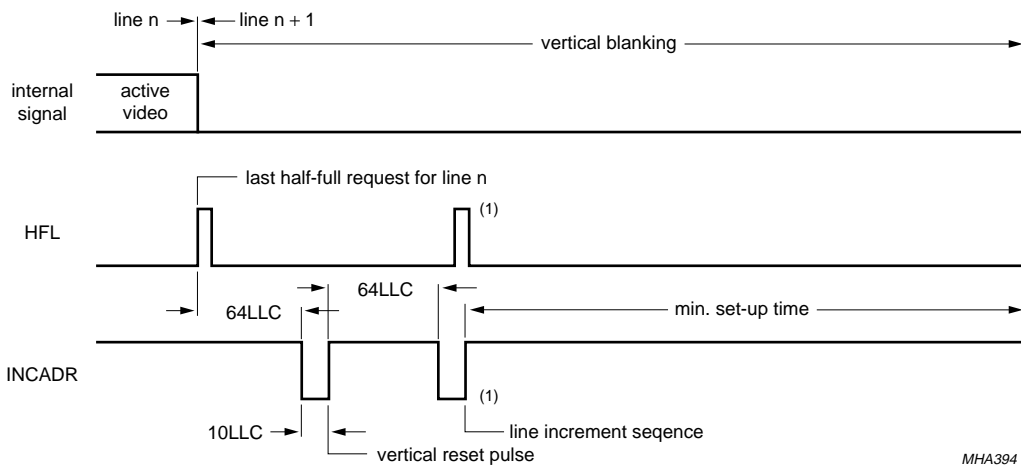 line n
line n + 1
vertical blanking
internal
signal
active
video
last half-full request for line n
HFL
(1)
64LLC
64LLC
min. set-up time
INCADR
(1)
10LLC
line increment seqence
vertical reset pulse
MHA394